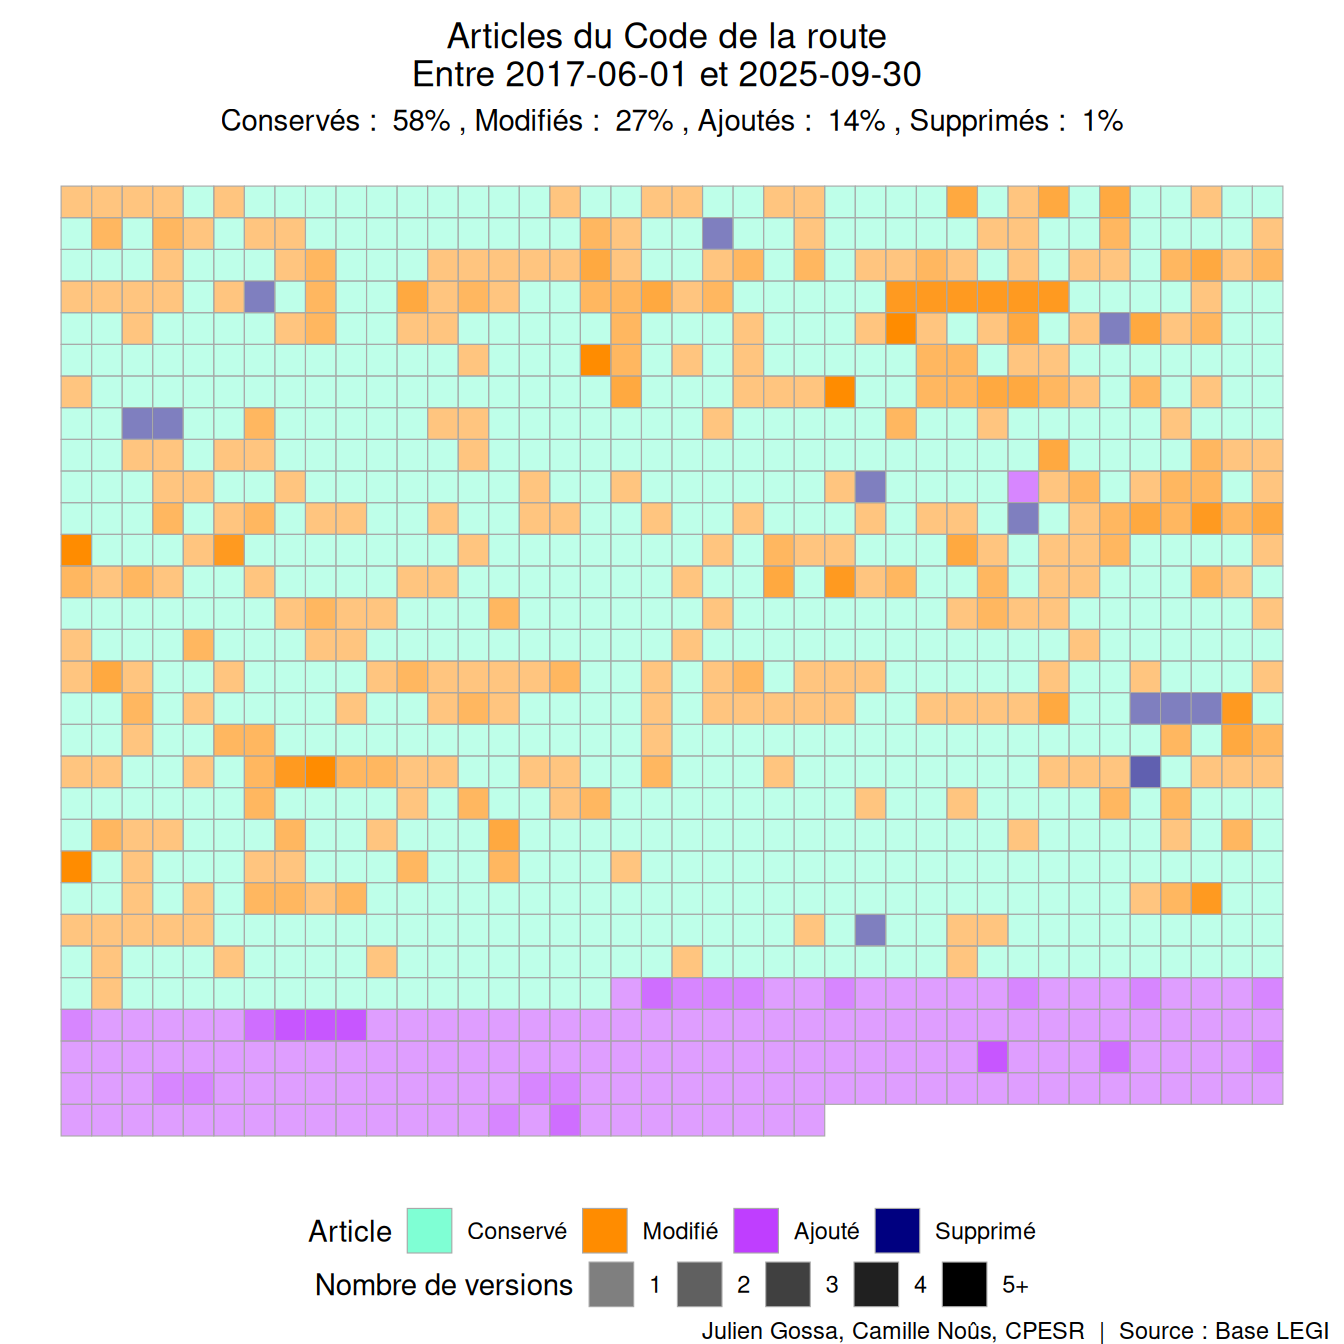 Articles du Code de la route
Entre 2017-06-01 et 2025-09-30
Conservés : 58% , Modifiés : 27% , Ajoutés : 14% , Supprimés : 1%
Article Conservé Modifié Ajouté Supprimé
Nombre de versions 1 2 3 4 5+
Julien Gossa, Camille Noûs, CPESR | Source : Base LEGI